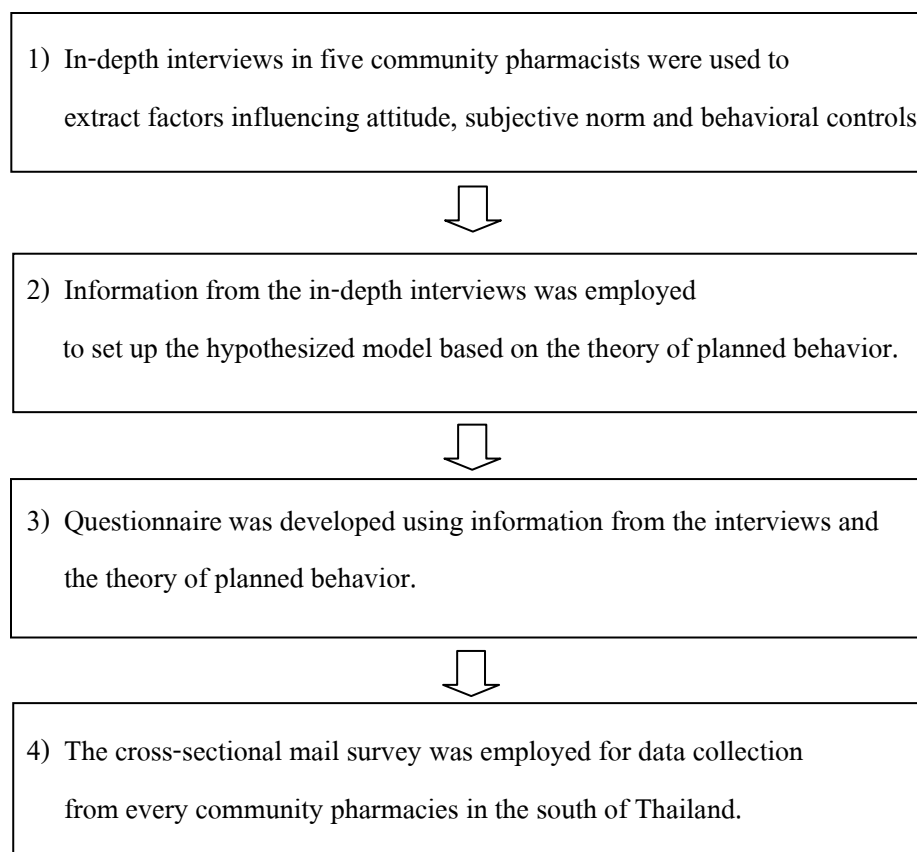 1) In-depth interviews in five community pharmacists were used to
extract factors influencing attitude, subjective norm and behavioral controls
2) Information from the in-depth interviews was employed
to set up the hypothesized model based on the theory of planned behavior.
3) Questionnaire was developed using information from the interviews and
the theory of planned behavior.
4) The cross-sectional mail survey was employed for data collection
from every community pharmacies in the south of Thailand.